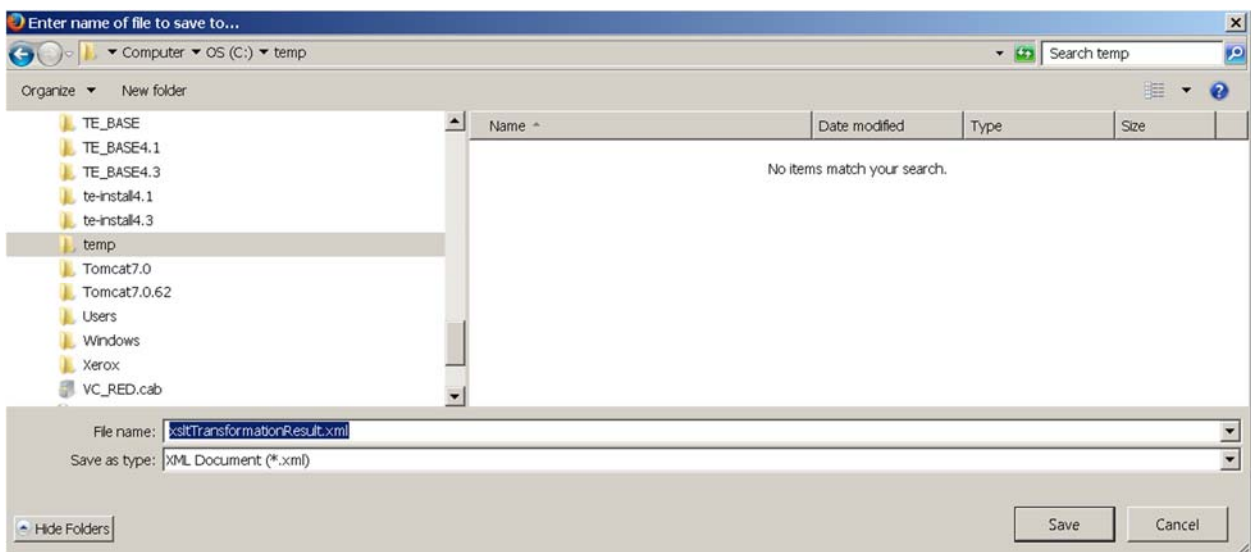 Enter name of file to save to...
Computer OS (C:) temp Search temp
Organize New folder
Name Date modified Type Size
TE_BASE
TE_BASE4.1
TE_BASE4.3
te-install4.1
te-install4.3
temp
Tomcat7.0
Tomcat7.0.62
Users
Windows
Xerox
VC_RED.cab
No items match your search.
File name: xsltTransformationResult.xml
Save as type: XML Document (*.xml)
Hide Folders Save Cancel